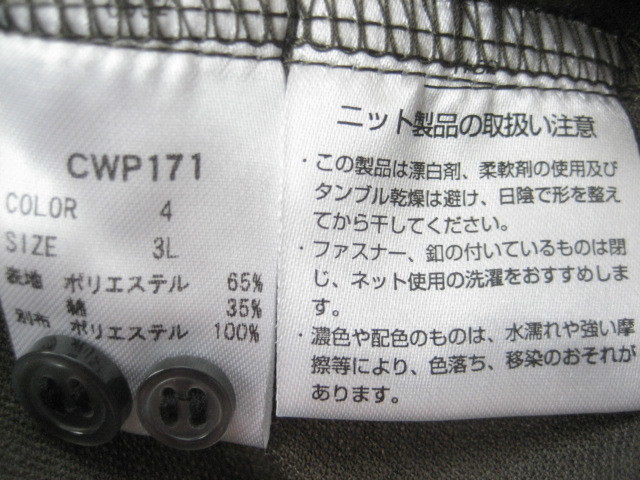 CWP171
COLOR 4
SIZE 3L
表地 ポリエステル 65%
綿 35%
別布 ポリエステル 100%
ニット製品の取扱い注意
・この製品は漂白剤、柔軟剤の使用及び
タンブル乾燥は避け、日陰で形を整え
てから干してください。
・ファスナー、釦の付いているものは閉
じ、ネット使用の洗濯をおすすめしま
す。
・濃色や配色のものは、水濡れや強い摩
擦等により、色落ち、移染のおそれが
あります。